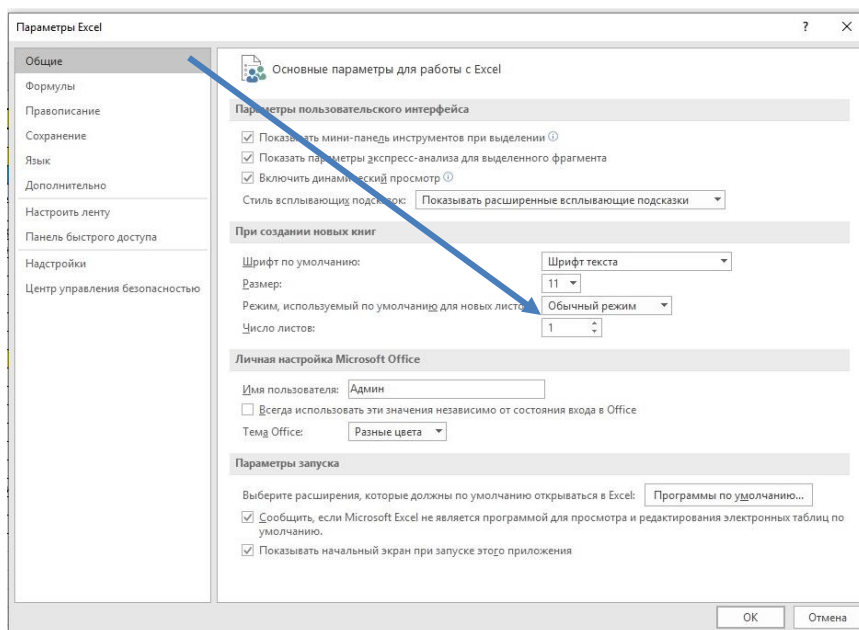 Параметры Excel
?
Общие
Формулы
Правописание
Сохранение
Язык
Дополнительно
Настроить ленту
Панель быстрого доступа
Надстройки
Центр управления безопасностью
Основные параметры для работы с Excel
Параметры пользовательского интерфейса
Показывать мини-панель инструментов при выделении
Показать параметры экспресс-анализа для выделенного фрагмента
Включить динамический просмотр
Стиль всплывающих подсказок: Показывать расширенные всплывающие подсказки
При создании новых книг
Шрифт по умолчанию: Шрифт текста
Размер: 11
Режим, используемый по умолчанию для новых листо Обычный режим
Число листов: 1
Личная настройка Microsoft Office
Имя пользователя: Админ
Всегда использовать эти значения независимо от состояния входа в Office
Тема Office: Разные цвета
Параметры запуска
Выберите расширения, которые должны по умолчанию открываться в Excel: Программы по умолчанию...
Сообщить, если Microsoft Excel не является программой для просмотра и редактирования электронных таблиц по
умолчанию.
Показывать начальный экран при запуске этого приложения
ОК Отмена